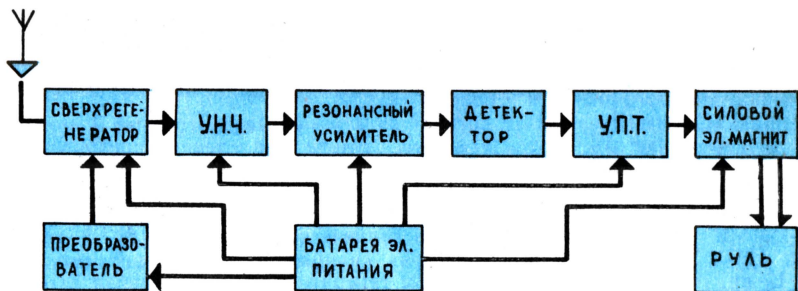 СВЕРХРЕГЕ-
НЕРАТОР
У.Н.Ч.
РЕЗОНАНСНЫЙ
УСИЛИТЕЛЬ
ДЕТЕК-
ТОР
У.П.Т.
СИЛОВОЙ
ЭЛ.МАГНИТ
ПРЕОБРАЗО-
ВАТЕЛЬ
БАТАРЕЯ ЭЛ.
ПИТАНИЯ
РУЛЬ